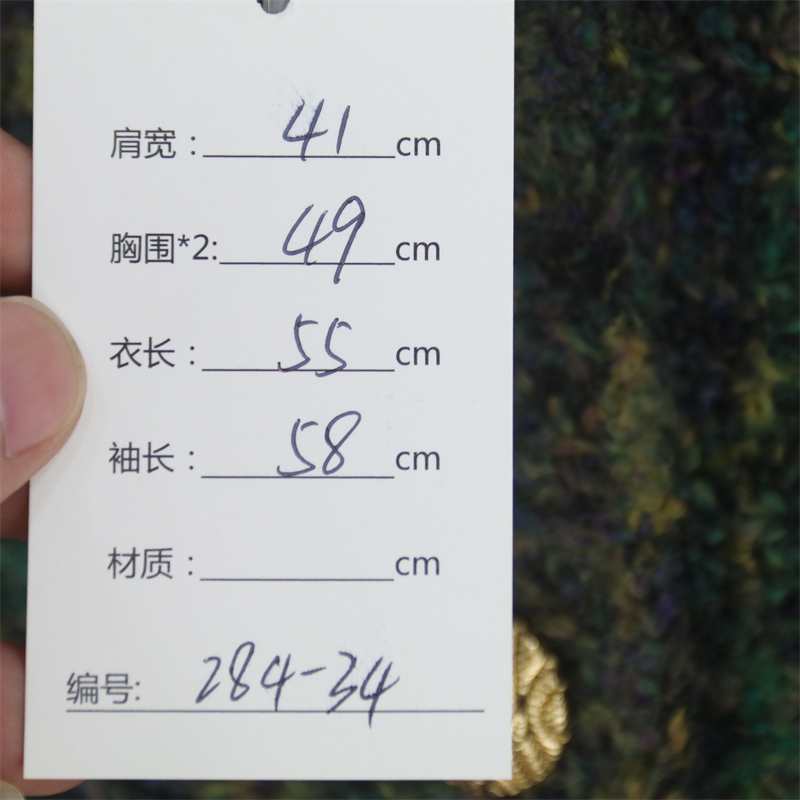 肩宽：41cm
胸围*2:49cm
衣长：55cm
袖长：58cm
材质：cm
编号: 284-34